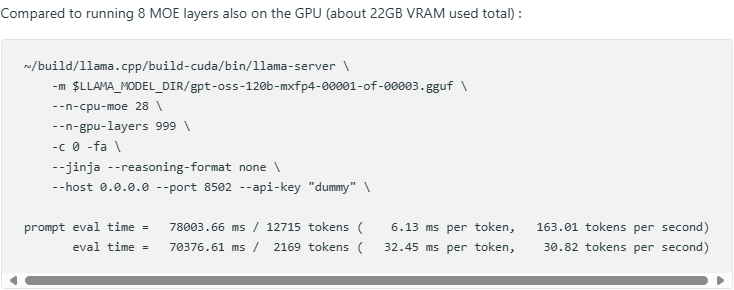 Compared to running 8 MOE layers also on the GPU (about 22GB VRAM used total) :
~/build/llama.cpp/build-cuda/bin/llama-server \
-m $LLAMA_MODEL_DIR/gpt-oss-120b-mxfp4-00001-of-00003.gguf \
--n-cpu-moe 28 \
--n-gpu-layers 999 \
-c 0 -fa \
--jinja --reasoning-format none \
--host 0.0.0.0 --port 8502 --api-key "dummy" \
prompt eval time =   78003.66 ms / 12715 tokens (    6.13 ms per token,   163.01 tokens per second)
eval time =   70376.61 ms /  2169 tokens (   32.45 ms per token,    30.82 tokens per second)